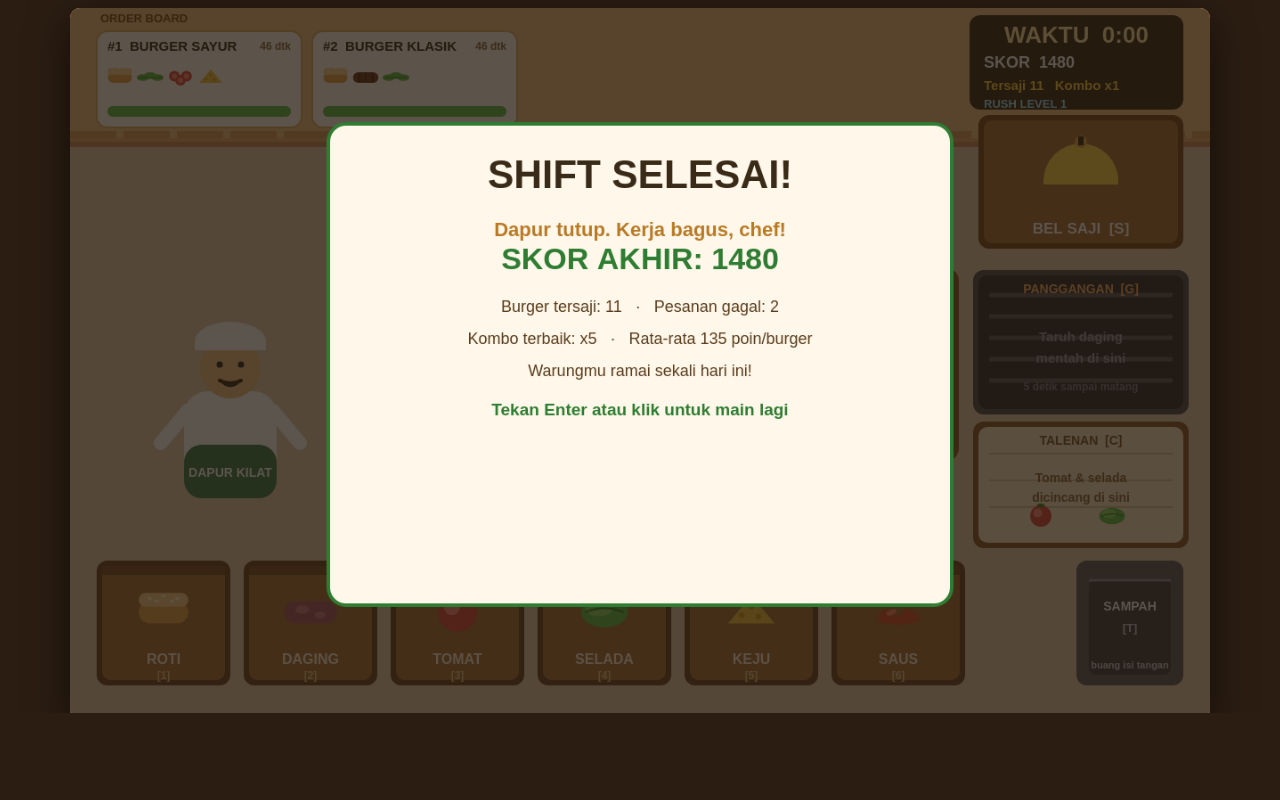 ORDER BOARD
#1 BURGER SAYUR 46 dtk
#2 BURGER KLASIK 46 dtk
WAKTU 0:00
SKOR 1480
Tersaji 11 Kombo x1
RUSH LEVEL 1
BEL SAJI [S]
SHIFT SELESAI!
Dapur tutup. Kerja bagus, chef!
SKOR AKHIR: 1480
Burger tersaji: 11 · Pesanan gagal: 2
Kombo terbaik: x5 · Rata-rata 135 poin/burger
Warungmu ramai sekali hari ini!
Tekan Enter atau klik untuk main lagi
PANGGANGAN [G]
Taruh daging
mentah di sini
5 detik sampai matang
TALENAN [C]
Tomat & selada
dicincang di sini
DAPUR KILAT
ROTI
[1]
DAGING
[2]
TOMAT
[3]
SELADA
[4]
KEJU
[5]
SAUS
[6]
SAMPAH
[T]
buang isi tangan